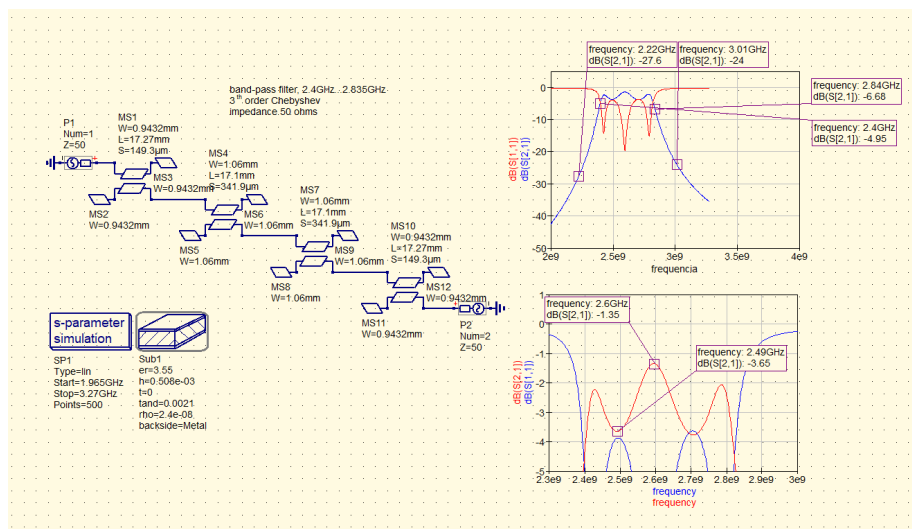 band-pass filter, 2.4GHz...2.835GHz
3th order Chebyshev
impedance 50 ohms
P1
Num=1
Z=50
MS1
W=0.9432mm
L=17.27mm
S=149.3µm
MS2
W=0.9432mm
MS3
W=0.9432mm
MS4
W=1.06mm
L=17.1mm
S=341.9µm
MS5
W=1.06mm
MS6
W=1.06mm
MS7
W=1.06mm
L=17.1mm
S=341.9µm
MS8
W=1.06mm
MS9
W=1.06mm
MS10
W=0.9432mm
L=17.27mm
S=149.3µm
MS11
W=0.9432mm
MS12
W=0.9432mm
P2
Num=2
Z=50
s-parameter
simulation
SP1
Type=lin
Start=1.965GHz
Stop=3.27GHz
Points=500
Sub1
er=3.55
h=0.508e-03
t=0
tand=0.0021
rho=2.4e-08
backside=Metal
frequency: 2.22GHz
dB(S[2,1]): -27.6
frequency: 3.01GHz
dB(S[2,1]): -24
frequency: 2.84GHz
dB(S[2,1]): -6.68
frequency: 2.4GHz
dB(S[2,1]): -4.95
dB(S[1,1])
dB(S[2,1])
0
-10
-20
-30
-40
-50
2e9
2.5e9
3e9
3.5e9
4e9
frequencia
frequency: 2.6GHz
dB(S[2,1]): -1.35
frequency: 2.49GHz
dB(S[2,1]): -3.65
dB(S[2,1])
dB(S[1,1])
1
0
-1
-2
-3
-4
-5
2.3e9
2.4e9
2.5e9
2.6e9
2.7e9
2.8e9
2.9e9
3e9
frequency
frequency